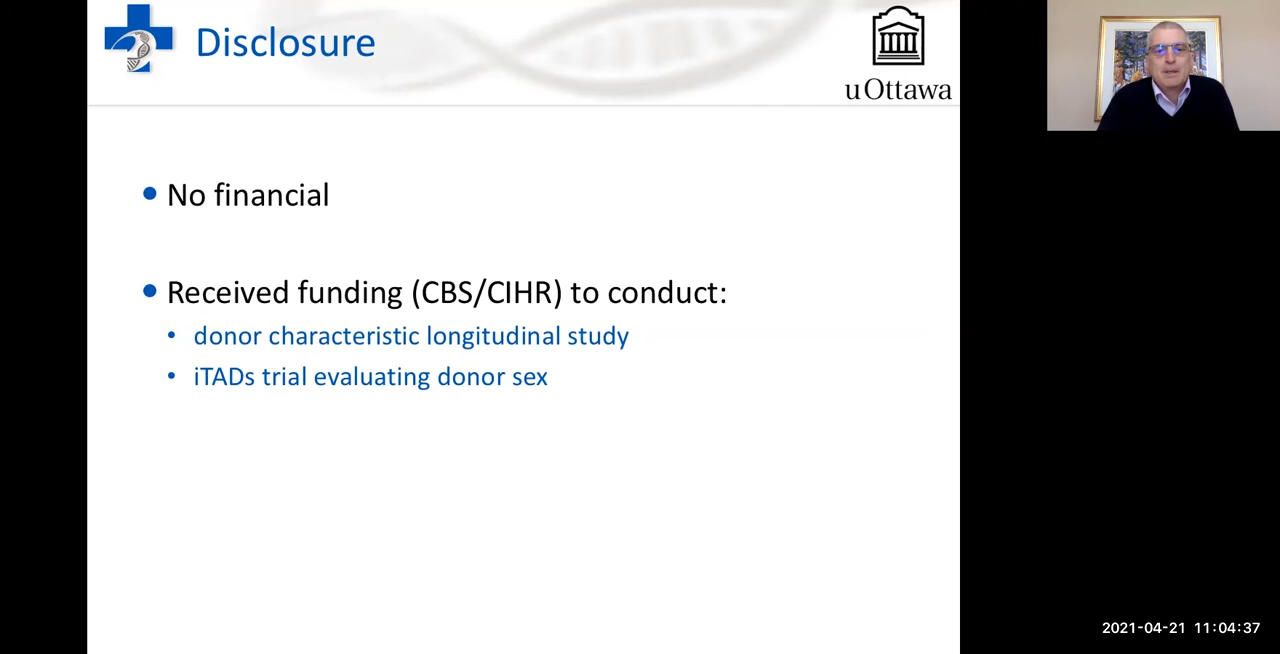 Disclosure
uOttawa
• No financial
• Received funding (CBS/CIHR) to conduct:
• donor characteristic longitudinal study
• iTADs trial evaluating donor sex
2021-04-21 11:04:37